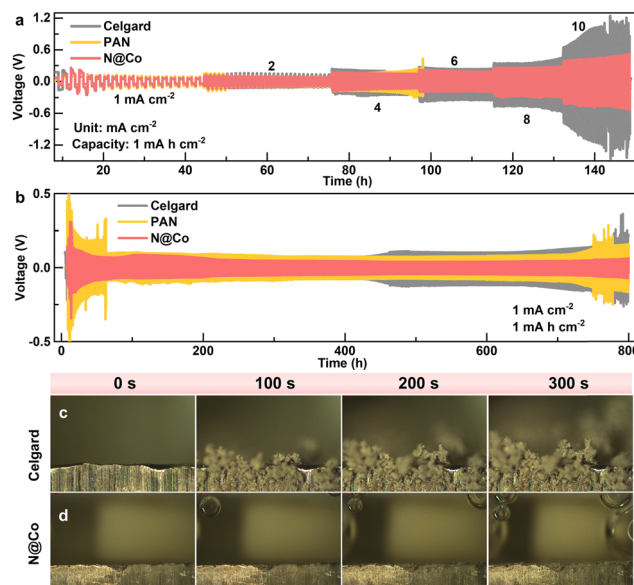 a
Celgard
PAN
N@Co
10
2
6
1 mA cm⁻²
4
8
Unit: mA cm⁻²
Capacity: 1 mA h cm⁻²
Voltage (V)
1.2
0.6
0.0
-0.6
-1.2
20 40 60 80 100 120 140
Time (h)
b
Celgard
PAN
N@Co
Voltage (V)
0.5
0.0
-0.5
1 mA cm⁻²
1 mA h cm⁻²
0 200 400 600 800
Time (h)
0 s 100 s 200 s 300 s
c
Celgard
d
N@Co